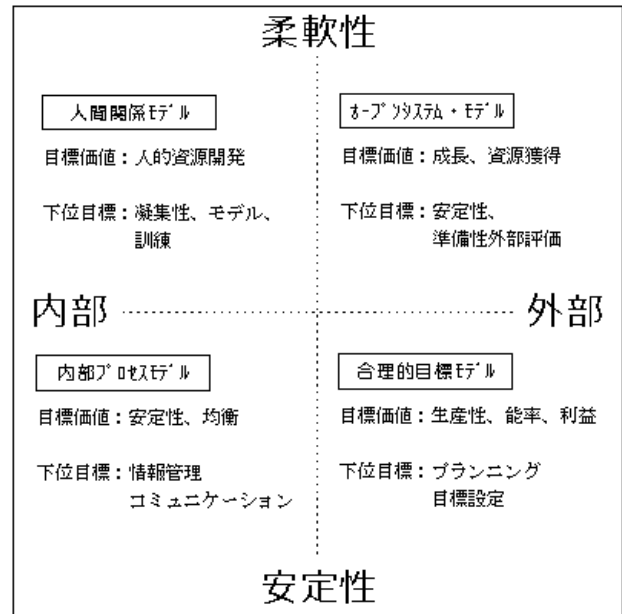 柔軟性
人間関係ﾓﾃﾞﾙ
目標価値：人的資源開発
下位目標：凝集性、モデル、
訓練
ｵｰﾌﾟﾝｼｽﾃﾑ・ﾓﾃﾞﾙ
目標価値：成長、資源獲得
下位目標：安定性、
準備性外部評価
内部
外部
内部ﾌﾟﾛｾｽﾓﾃﾞﾙ
目標価値：安定性、均衡
下位目標：情報管理
コミュニケーション
合理的目標ﾓﾃﾞﾙ
目標価値：生産性、能率、利益
下位目標：プランニング
目標設定
安定性